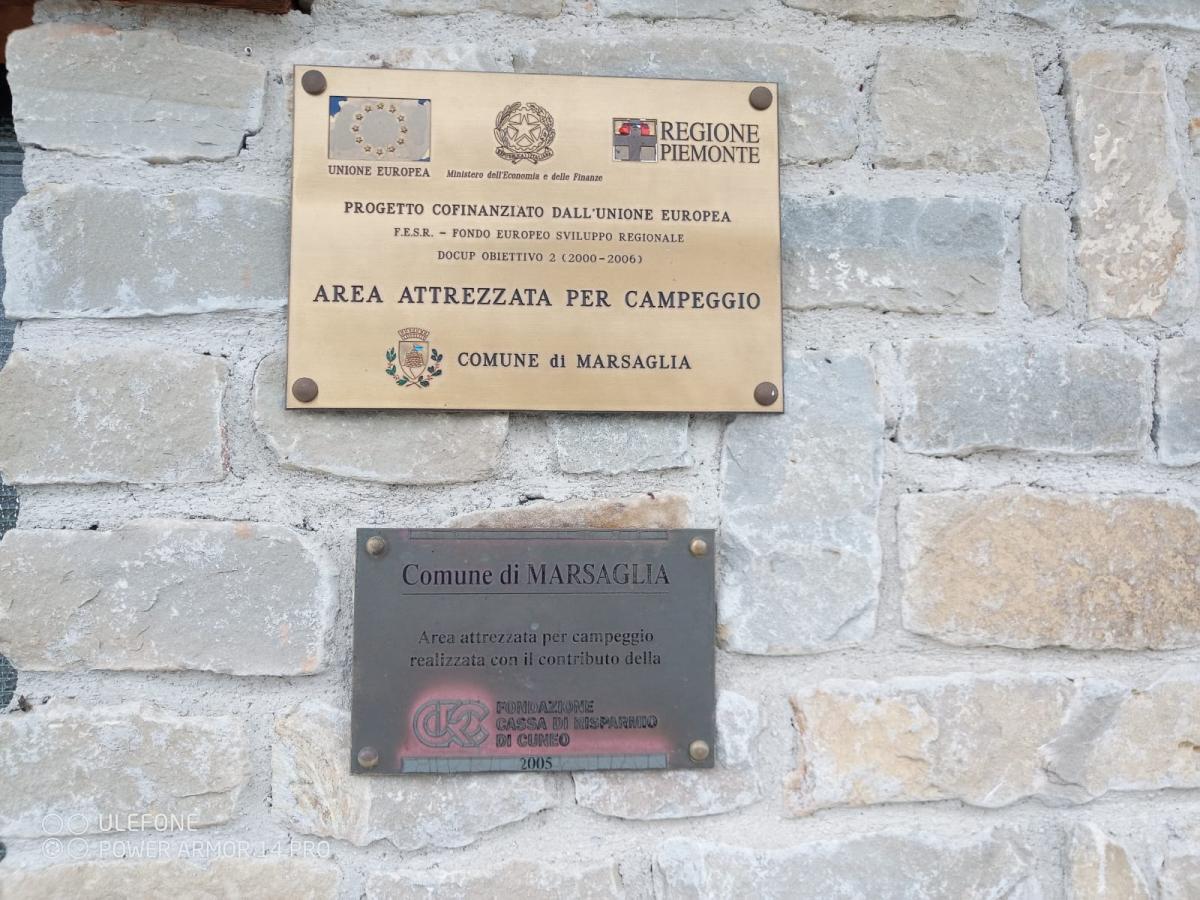 UNIONE EUROPEA
Ministero dell'Economia e delle Finanze
REGIONE
PIEMONTE
PROGETTO COFINANZIATO DALL'UNIONE EUROPEA
F.E.S.R. - FONDO EUROPEO SVILUPPO REGIONALE
DOCUP OBIETTIVO 2 (2000-2006)
AREA ATTREZZATA PER CAMPEGGIO
COMUNE di MARSAGLIA
Comune di MARSAGLIA
Area attrezzata per campeggio
realizzata con il contributo della
CRC
FONDAZIONE
CASSA DI RISPARMIO
DI CUNEO
2005
ULEFONE
POWER ARMOR 14 PRO